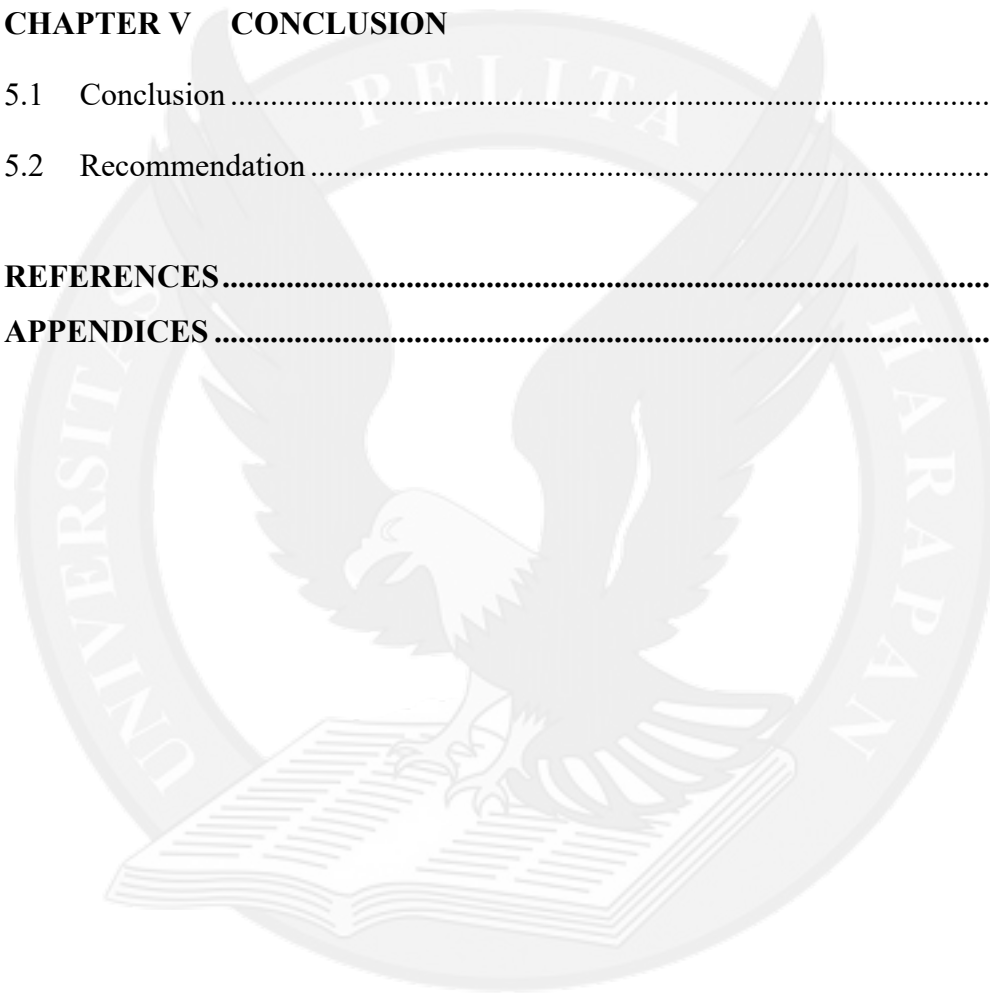 CHAPTER V CONCLUSION
5.1 Conclusion ....................................................................................................
5.2 Recommendation ..........................................................................................
REFERENCES ....................................................................................................
APPENDICES ....................................................................................................
UNIVERSITAS PELITA HARAPAN